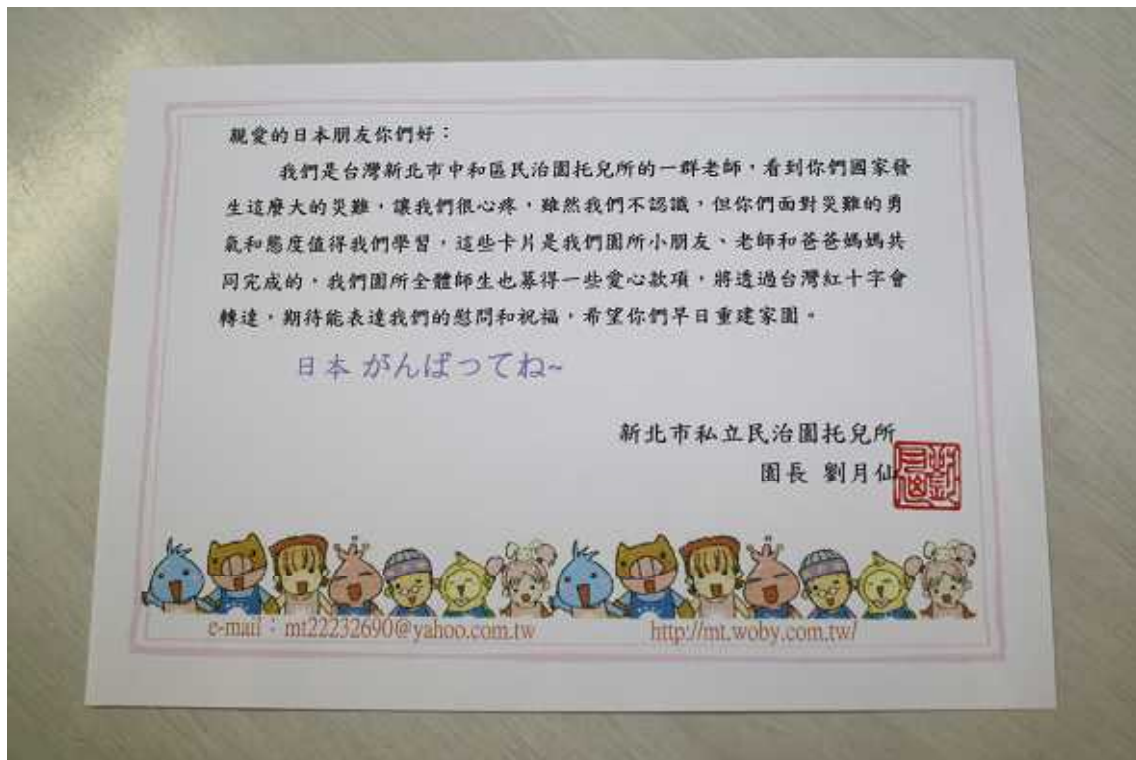 親愛的日本朋友你們好：
我們是台灣新北市中和區民治園托兒所的一群老師，看到你們國家發
生這麼大的災難，讓我們很心疼，雖然我們不認識，但你們面對災難的勇
氣和態度值得我們學習，這些卡片是我們園所小朋友、老師和爸爸媽媽共
同完成的，我們園所全體師生也募得一些愛心款項，將透過台灣紅十字會
轉達，期待能表達我們的慰問和祝福，希望你們早日重建家園。
日本 がんばってね~
新北市私立民治園托兒所
園長 劉月仙
e-mail：mt22232690@yahoo.com.tw
http://mt.woby.com.tw/